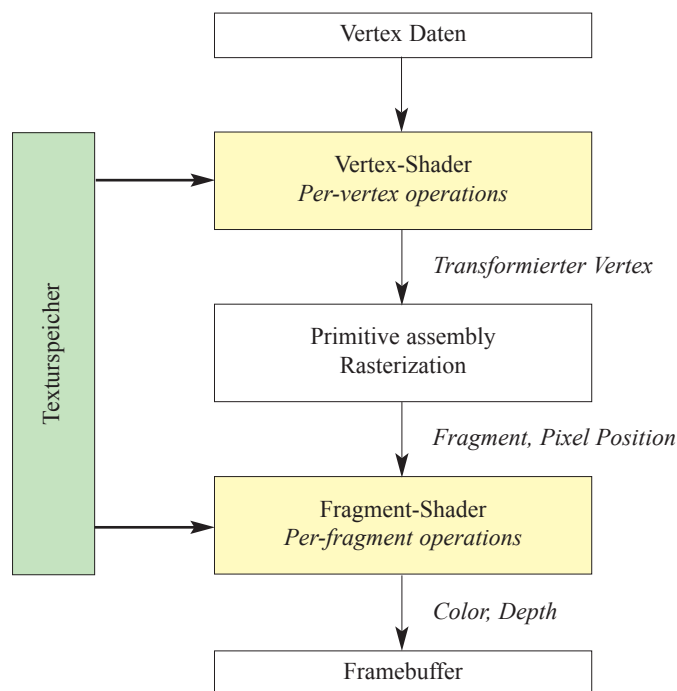 Vertex Daten
Vertex-Shader
Per-vertex operations
Transformierter Vertex
Texturspeicher
Primitive assembly
Rasterization
Fragment, Pixel Position
Fragment-Shader
Per-fragment operations
Color, Depth
Framebuffer